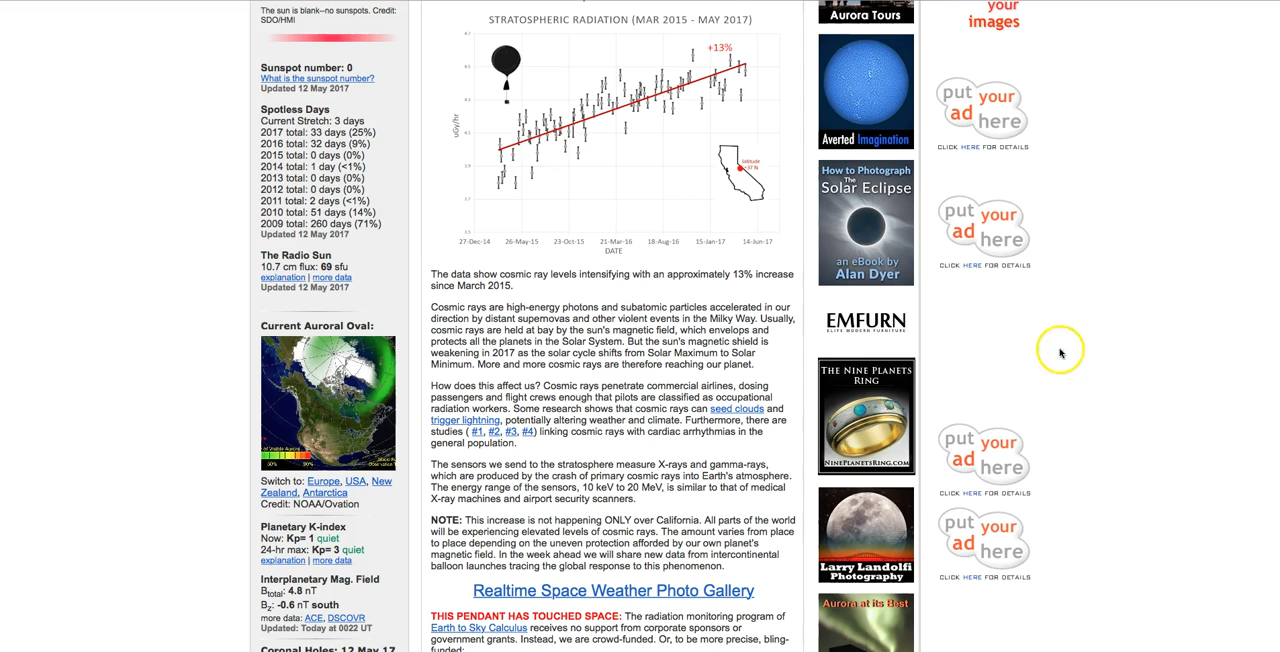 The sun is blank--no sunspots. Credit:
SDO/HMI
Sunspot number: 0
What is the sunspot number?
Updated 12 May 2017
Spotless Days
Current Stretch: 3 days
2017 total: 33 days (25%)
2016 total: 32 days (9%)
2015 total: 0 days (0%)
2014 total: 1 day (<1%)
2013 total: 0 days (0%)
2012 total: 0 days (0%)
2011 total: 2 days (<1%)
2010 total: 51 days (14%)
2009 total: 260 days (71%)
Updated 12 May 2017
The Radio Sun
10.7 cm flux: 69 sfu
explanation | more data
Updated 12 May 2017
Current Auroral Oval:
Switch to: Europe, USA, New
Zealand, Antarctica
Credit: NOAA/Ovation
Planetary K-index
Now: Kp= 1 quiet
24-hr max: Kp= 3 quiet
explanation | more data
Interplanetary Mag. Field
Btotal: 4.8 nT
Bz: -0.6 nT south
more data: ACE, DSCOVR
Updated: Today at 0022 UT
Coronal Holes: 12 May 17
STRATOSPHERIC RADIATION (MAR 2015 - MAY 2017)
+13%
uGy/hr
4.1
3.9
3.7
3.5
27-Dec-14 26-May-15 23-Oct-15 21-Mar-16 18-Aug-16 15-Jan-17 14-Jun-17
DATE
The data show cosmic ray levels intensifying with an approximately 13% increase
since March 2015.
Cosmic rays are high-energy photons and subatomic particles accelerated in our
direction by distant supernovas and other violent events in the Milky Way. Usually,
cosmic rays are held at bay by the sun's magnetic field, which envelops and
protects all the planets in the Solar System. But the sun's magnetic shield is
weakening in 2017 as the solar cycle shifts from Solar Maximum to Solar
Minimum. More and more cosmic rays are therefore reaching our planet.
How does this affect us? Cosmic rays penetrate commercial airlines, dosing
passengers and flight crews enough that pilots are classified as occupational
radiation workers. Some research shows that cosmic rays can seed clouds and
trigger lightning, potentially altering weather and climate. Furthermore, there are
studies ( #1, #2, #3, #4) linking cosmic rays with cardiac arrhythmias in the
general population.
The sensors we send to the stratosphere measure X-rays and gamma-rays,
which are produced by the crash of primary cosmic rays into Earth's atmosphere.
The energy range of the sensors, 10 keV to 20 MeV, is similar to that of medical
X-ray machines and airport security scanners.
NOTE: This increase is not happening ONLY over California. All parts of the world
will be experiencing elevated levels of cosmic rays. The amount varies from place
to place depending on the uneven protection afforded by our own planet's
magnetic field. In the week ahead we will share new data from intercontinental
balloon launches tracing the global response to this phenomenon.
Realtime Space Weather Photo Gallery
THIS PENDANT HAS TOUCHED SPACE: The radiation monitoring program of
Earth to Sky Calculus receives no support from corporate sponsors or
government grants. Instead, we are crowd-funded. Or, to be more precise, bling-
funded:
Aurora Tours
Averted Imagination
How to Photograph
The
Solar Eclipse
an eBook by
Alan Dyer
EMFURN
ELITE MODERN FURNITURE
THE NINE PLANETS
RING
NINEPLANETSRING.COM
Larry Landolfi
Photography
Aurora at its Best
your
images
put your
ad here
CLICK HERE FOR DETAILS
put your
ad here
CLICK HERE FOR DETAILS
put your
ad here
CLICK HERE FOR DETAILS
put your
ad here
CLICK HERE FOR DETAILS